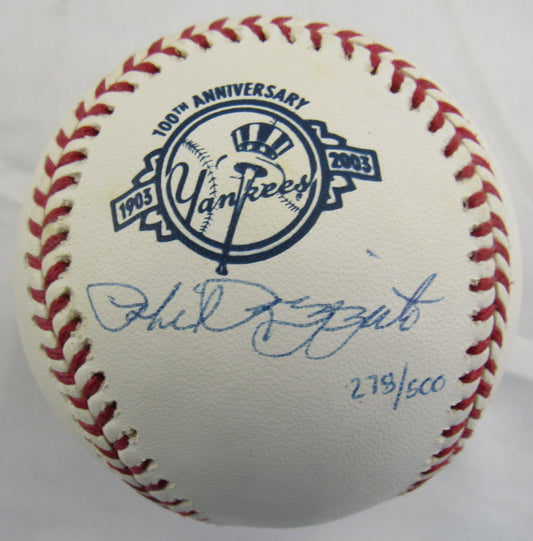 100TH ANNIVERSARY
1903 Yankees 2003
Phil Rizzuto
278/500